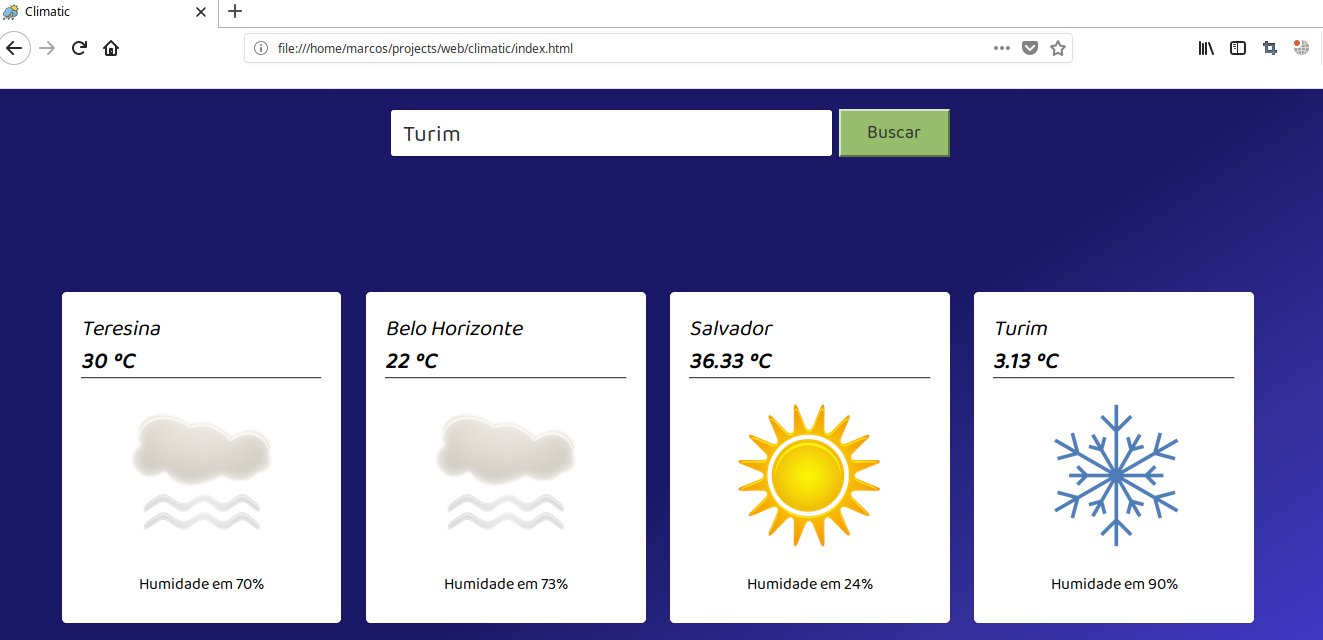 Climatic
file:///home/marcos/projects/web/climatic/index.html
Turim
Buscar
Teresina
30 ºC
Humidade em 70%
Belo Horizonte
22 ºC
Humidade em 73%
Salvador
36.33 ºC
Humidade em 24%
Turim
3.13 ºC
Humidade em 90%